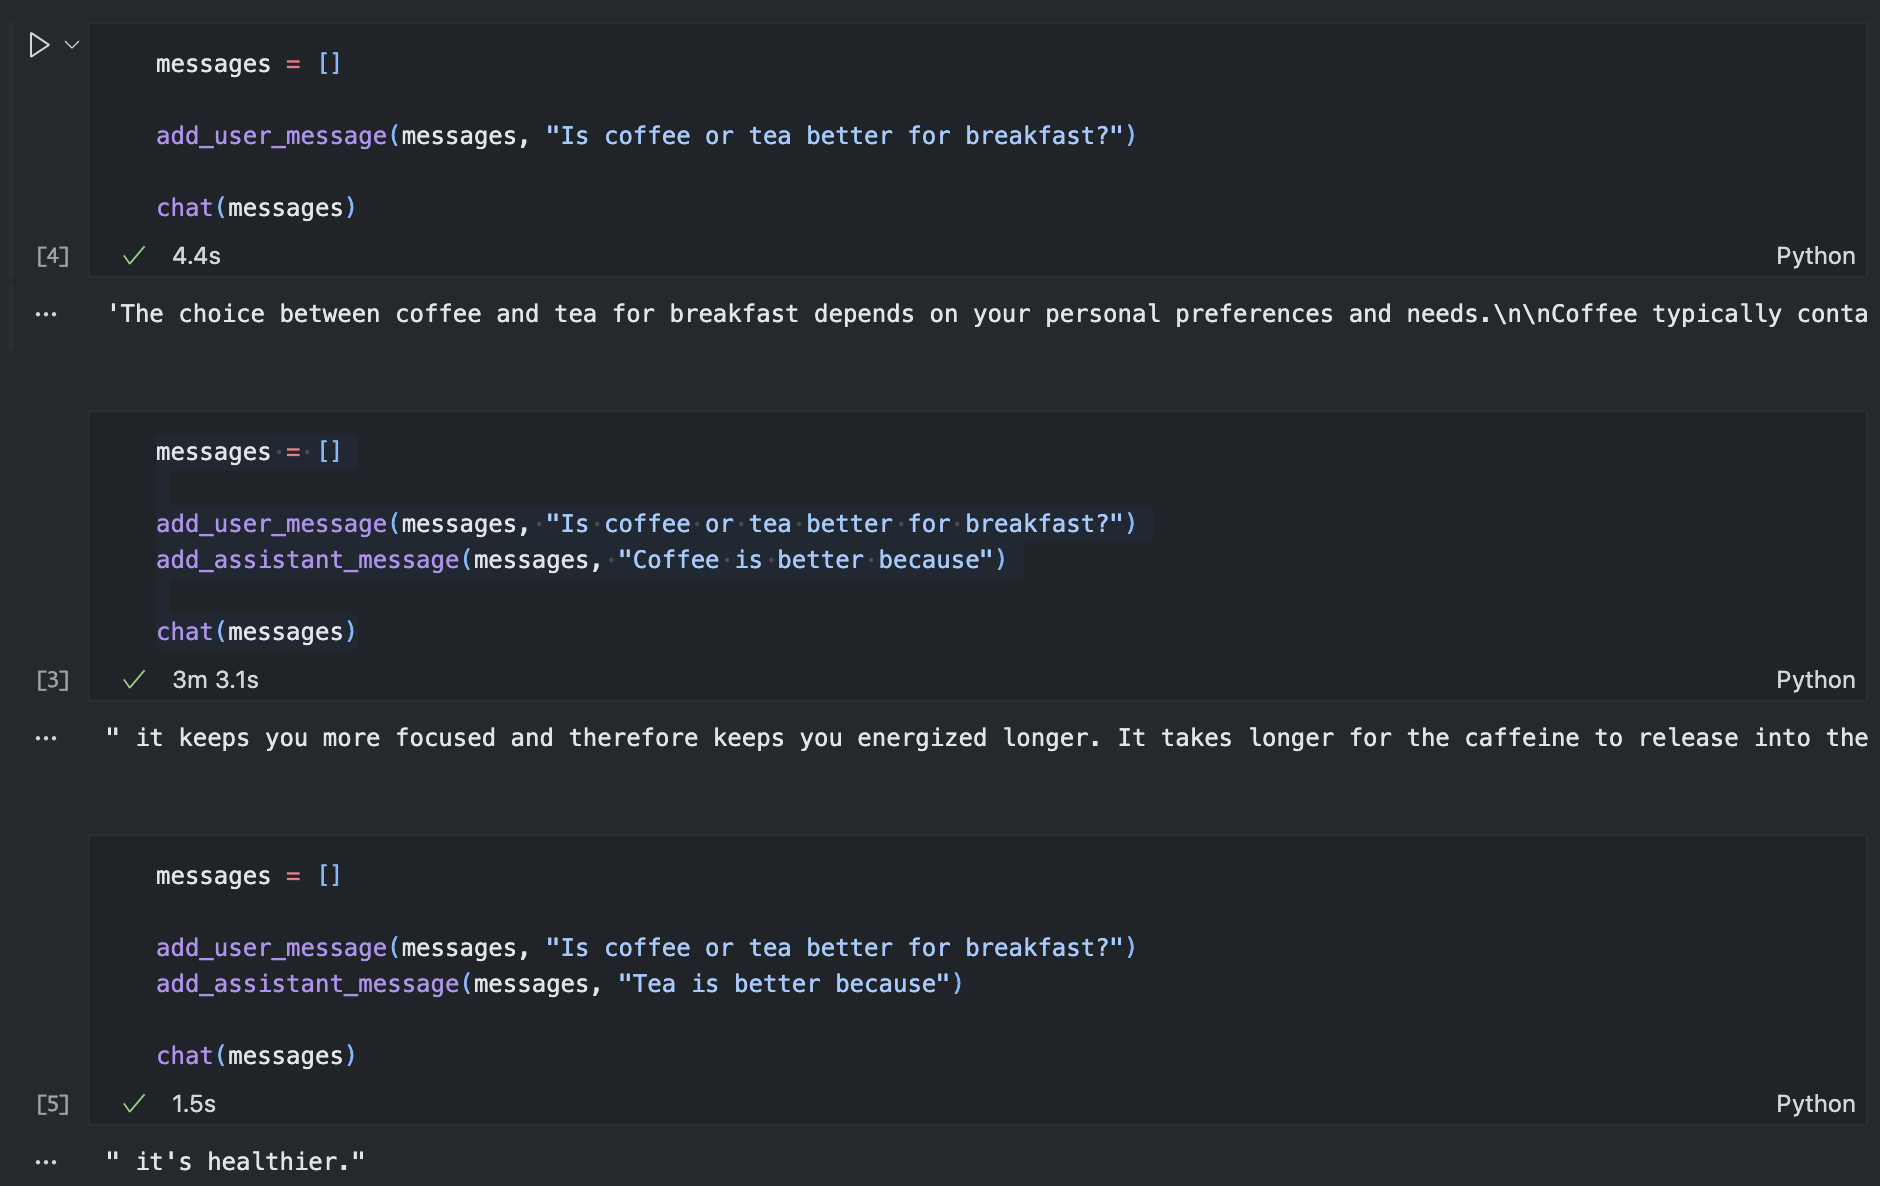 messages = []
add_user_message(messages, "Is coffee or tea better for breakfast?")
chat(messages)
[4] 4.4s Python
'The choice between coffee and tea for breakfast depends on your personal preferences and needs.\n\nCoffee typically conta
messages = []
add_user_message(messages, "Is coffee or tea better for breakfast?")
add_assistant_message(messages, "Coffee is better because")
chat(messages)
[3] 3m 3.1s Python
" it keeps you more focused and therefore keeps you energized longer. It takes longer for the caffeine to release into the
messages = []
add_user_message(messages, "Is coffee or tea better for breakfast?")
add_assistant_message(messages, "Tea is better because")
chat(messages)
[5] 1.5s Python
" it's healthier."